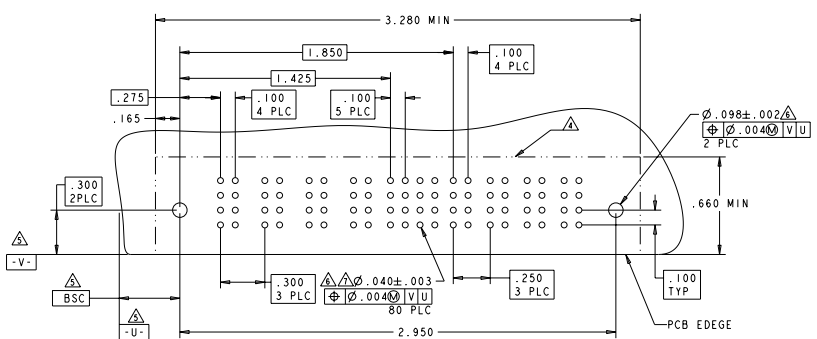 3.280 MIN
1.850
.100
4 PLC
1.425
.275
.100
4 PLC
.100
5 PLC
.165
Ø.098±.002 6
⌖ Ø.004Ⓜ V U
2 PLC
4
.300
2PLC
.660 MIN
5
-V-
5
BSC
5
-U-
.300
3 PLC
6 7 Ø.040±.003
⌖ Ø.004Ⓜ V U
80 PLC
.250
3 PLC
.100
TYP
2.950
PCB EDEGE